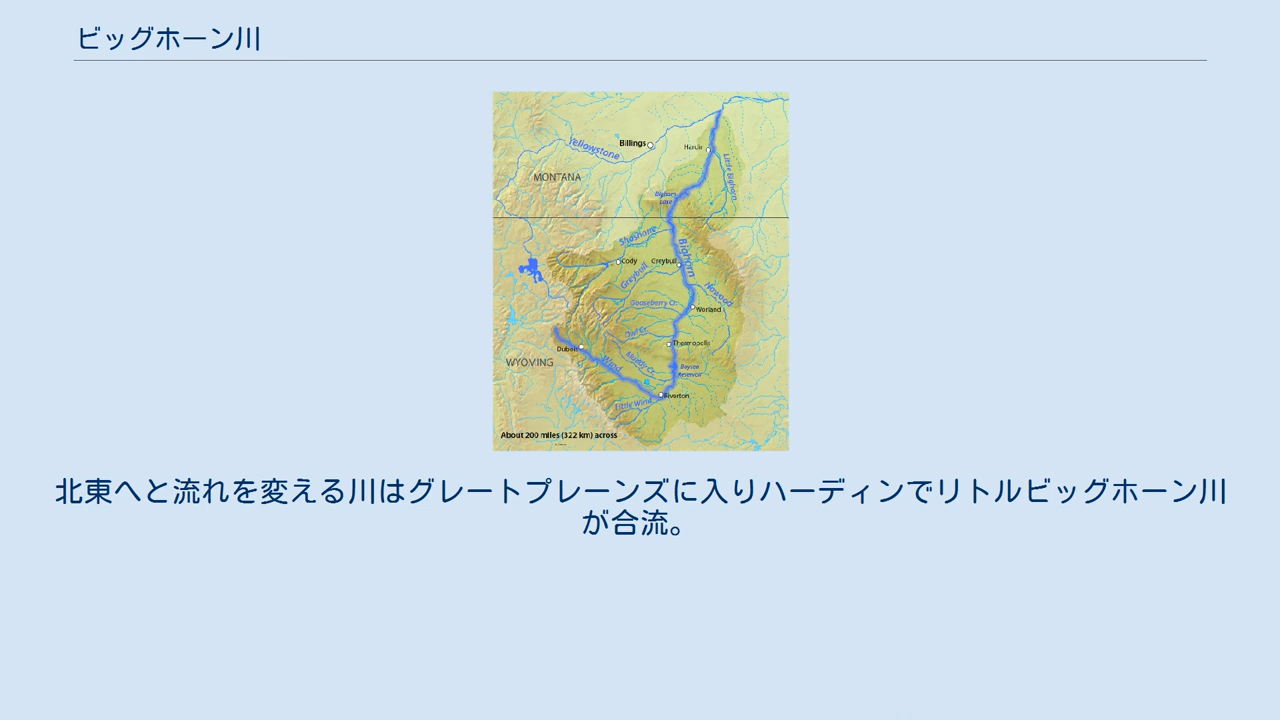 ビッグホーン川
Yellowstone
Billings
Hardin
Little Bighorn
MONTANA
Bighorn
Lake
Shoshone
Bighorn
Cody
Greybull
Greybull
Nowood
Gooseberry Cr.
Worland
Owl Cr.
Thermopolis
Dubois
Muddy Cr.
Boysen
Reservoir
WYOMING
Wind
Riverton
Little Wind
About 200 miles (322 km) across
北東へと流れを変える川はグレートプレーンズに入りハーディンでリトルビッグホーン川
が合流。